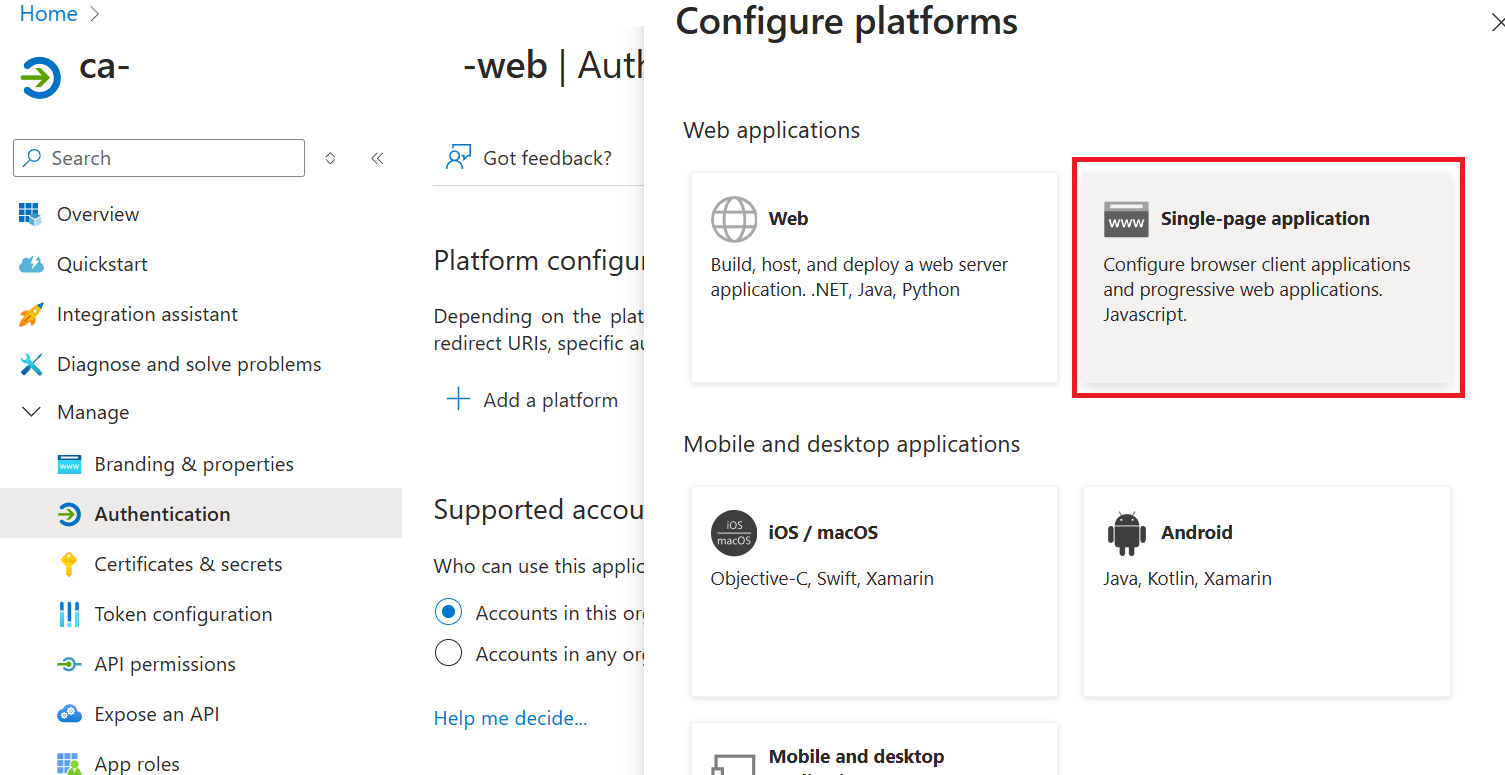 Home
ca- -web | Auth
Search
Overview
Quickstart
Integration assistant
Diagnose and solve problems
Manage
Branding & properties
Authentication
Certificates & secrets
Token configuration
API permissions
Expose an API
App roles
Got feedback?
Platform configur
Depending on the plat
redirect URIs, specific au
Add a platform
Supported accou
Who can use this applic
Accounts in this org
Accounts in any org
Help me decide...
Configure platforms
Web applications
Web
Build, host, and deploy a web server
application. .NET, Java, Python
www
Single-page application
Configure browser client applications
and progressive web applications.
Javascript.
Mobile and desktop applications
iOS
macOS
iOS / macOS
Objective-C, Swift, Xamarin
Android
Java, Kotlin, Xamarin
Mobile and desktop